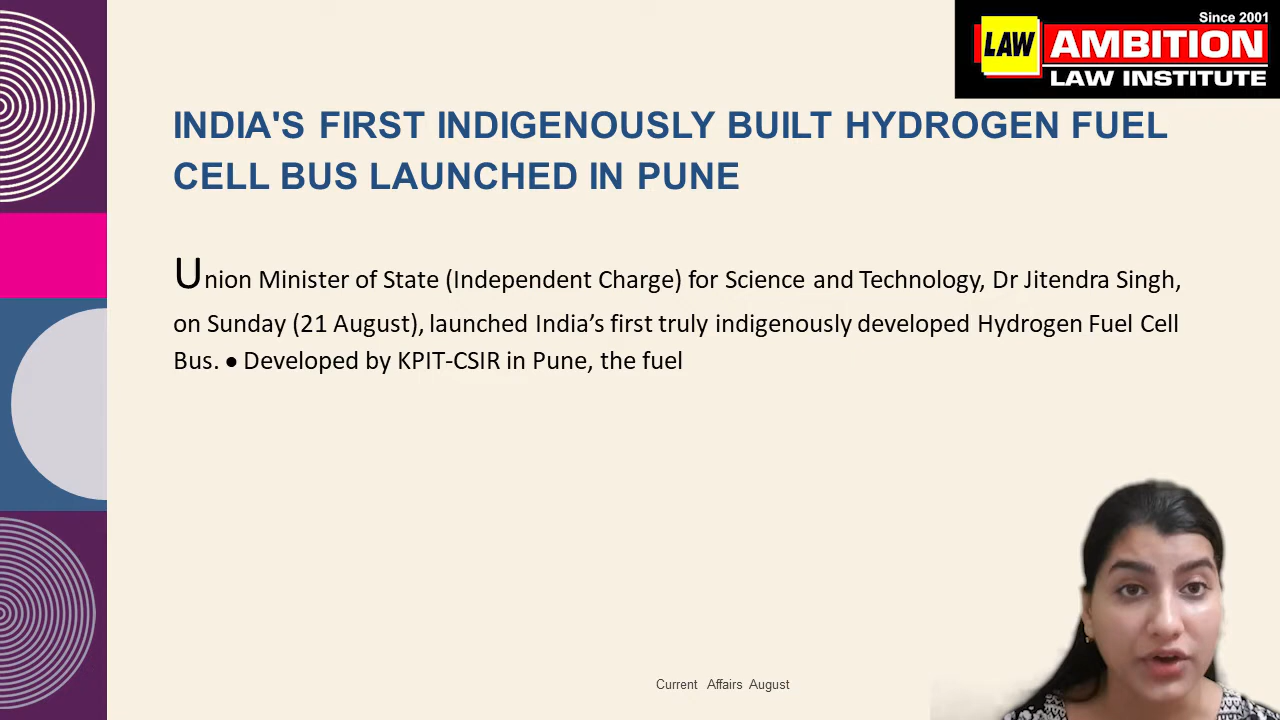 Since 2001
LAW AMBITION
LAW INSTITUTE
INDIA'S FIRST INDIGENOUSLY BUILT HYDROGEN FUEL
CELL BUS LAUNCHED IN PUNE
Union Minister of State (Independent Charge) for Science and Technology, Dr Jitendra Singh,
on Sunday (21 August), launched India’s first truly indigenously developed Hydrogen Fuel Cell
Bus. ● Developed by KPIT-CSIR in Pune, the fuel
Current Affairs August